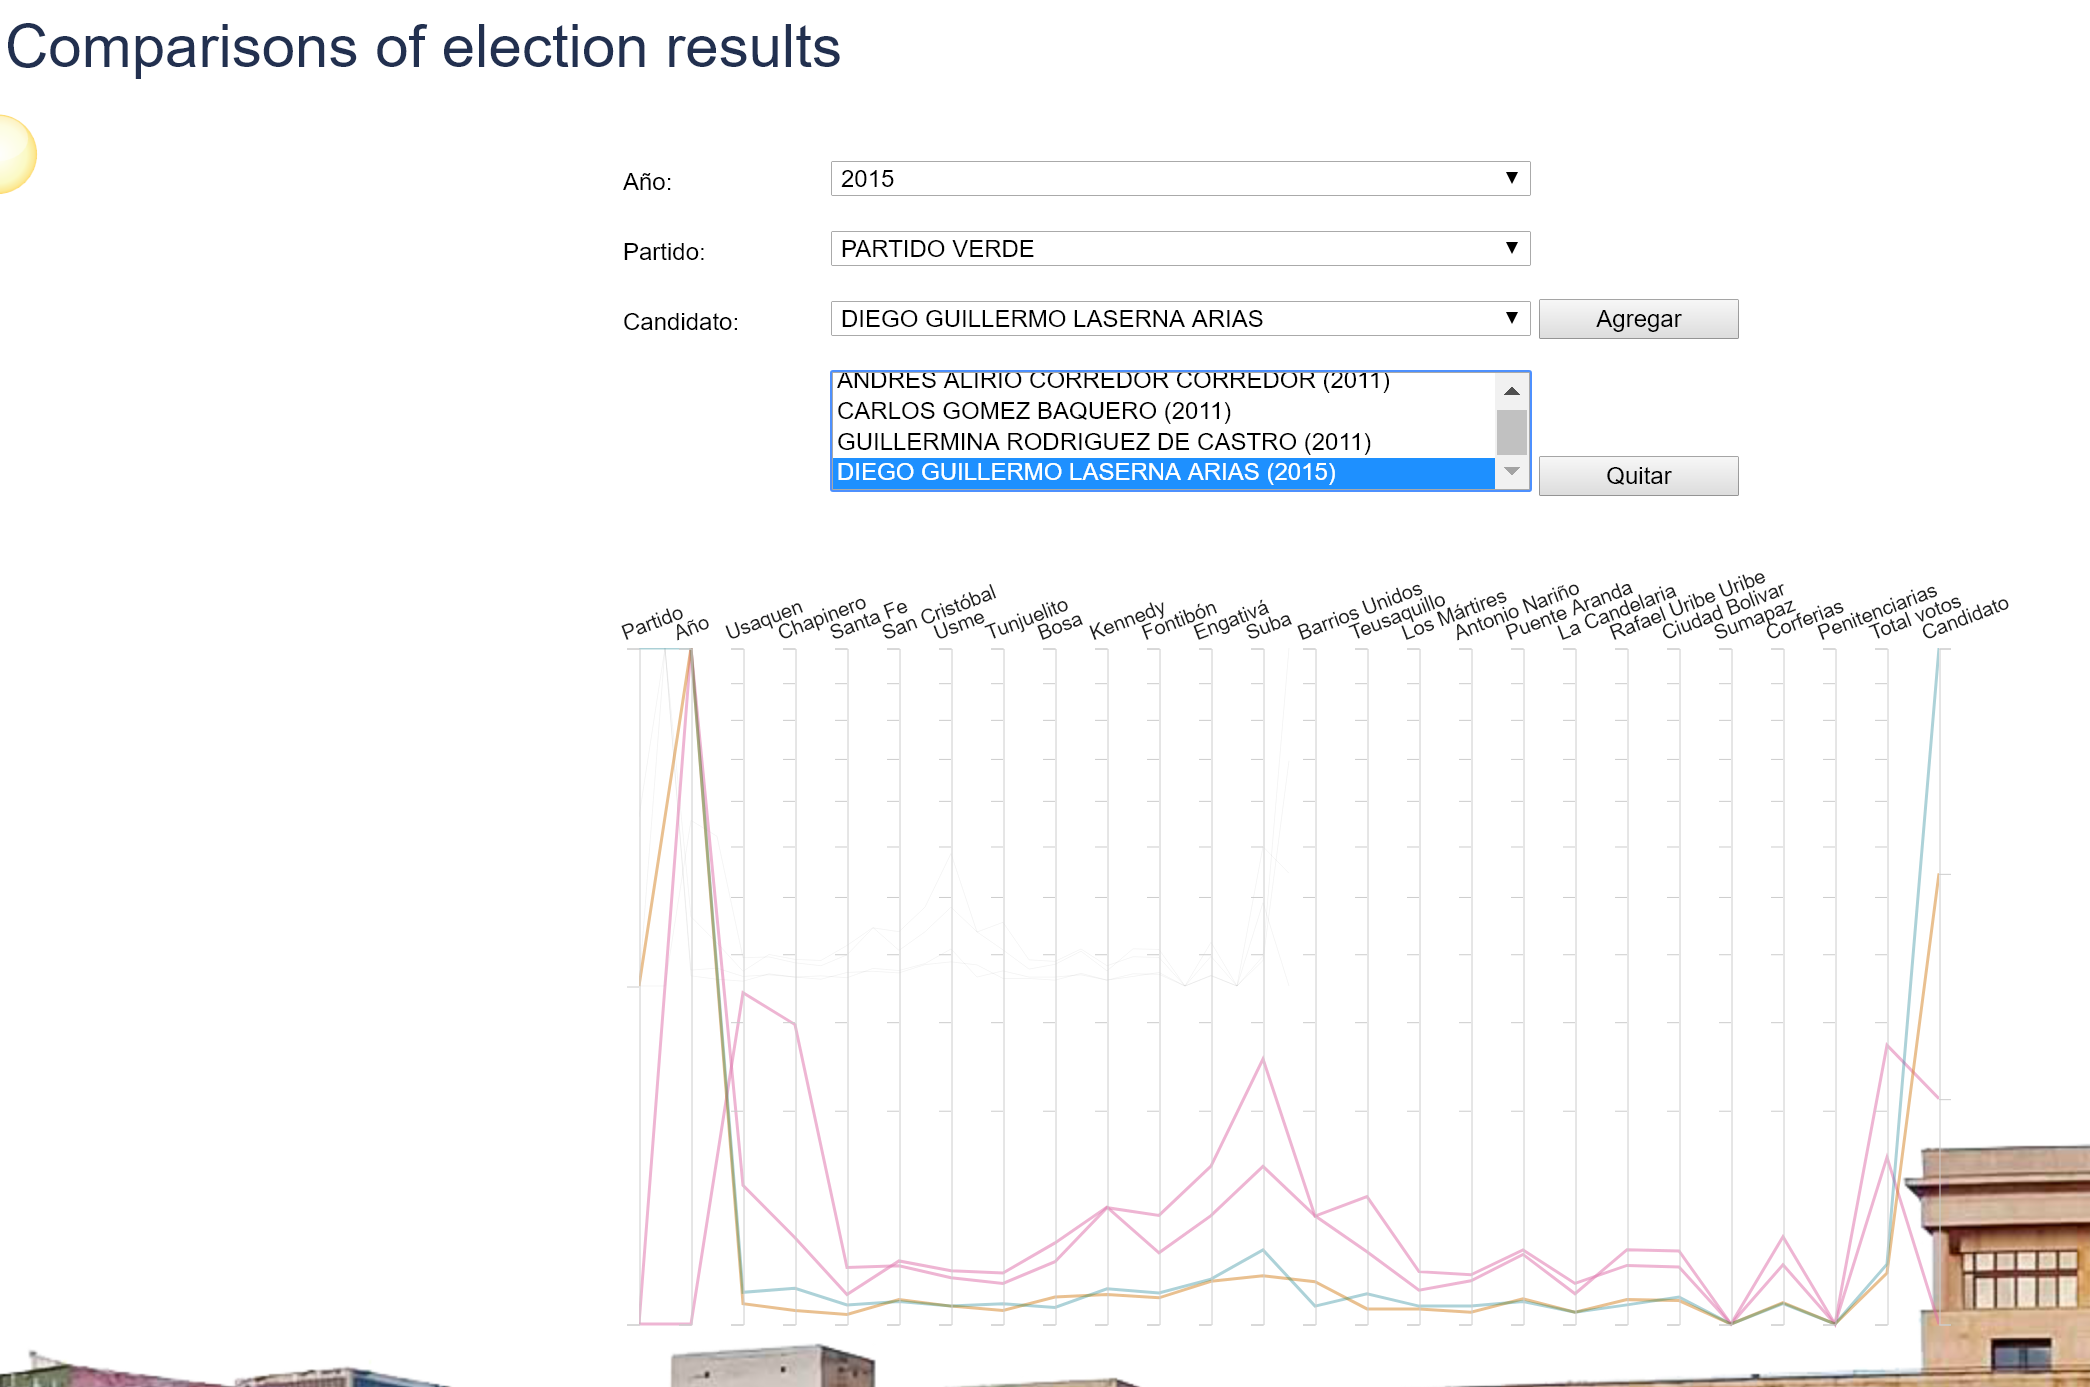 Comparisons of election results
Año:
2015
Partido:
PARTIDO VERDE
Candidato:
DIEGO GUILLERMO LASERNA ARIAS
Agregar
ANDRES ALIRIO CORREDOR CORREDOR (2011)
CARLOS GOMEZ BAQUERO (2011)
GUILLERMINA RODRIGUEZ DE CASTRO (2011)
DIEGO GUILLERMO LASERNA ARIAS (2015)
Quitar
Partido
Año
Usaquen
Chapinero
Santa Fe
San Cristóbal
Usme
Tunjuelito
Bosa
Kennedy
Fontibón
Engativá
Suba
Barrios Unidos
Teusaquillo
Los Mártires
Antonio Nariño
Puente Aranda
La Candelaria
Rafael Uribe Uribe
Ciudad Bolivar
Sumapaz
Corferias
Penitenciarias
Total votos
Candidato